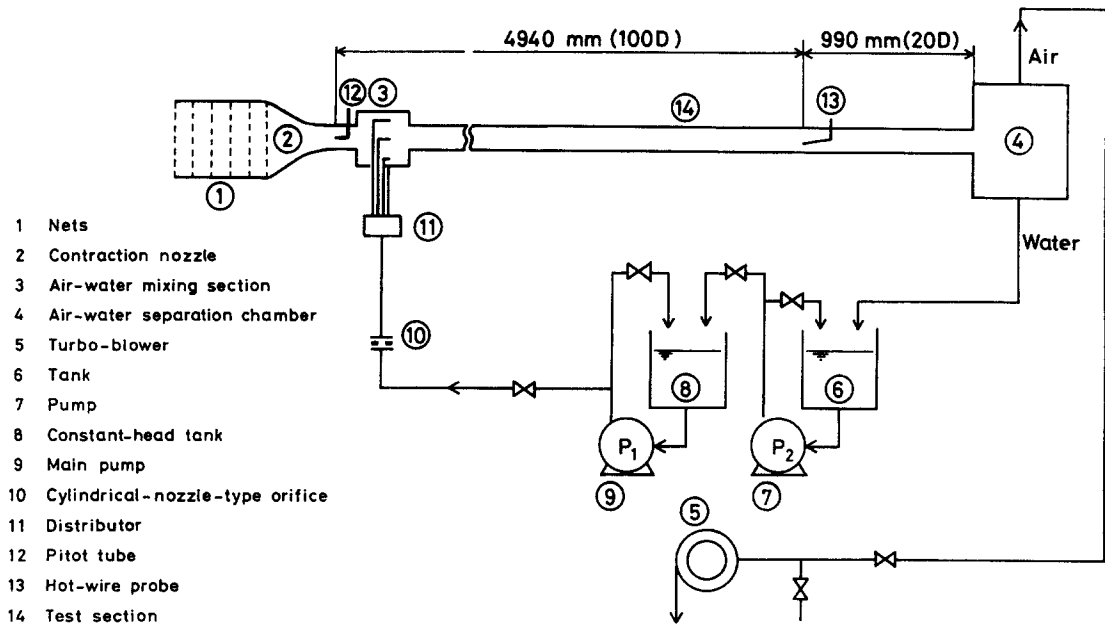 4940 mm (100D)
990 mm(20D)
Air
12
3
14
13
2
4
1
11
Water
1 Nets
2 Contraction nozzle
3 Air-water mixing section
4 Air-water separation chamber
5 Turbo-blower
6 Tank
7 Pump
8 Constant-head tank
9 Main pump
10 Cylindrical-nozzle-type orifice
11 Distributor
12 Pitot tube
13 Hot-wire probe
14 Test section
10
8
6
P1
P2
9
7
5